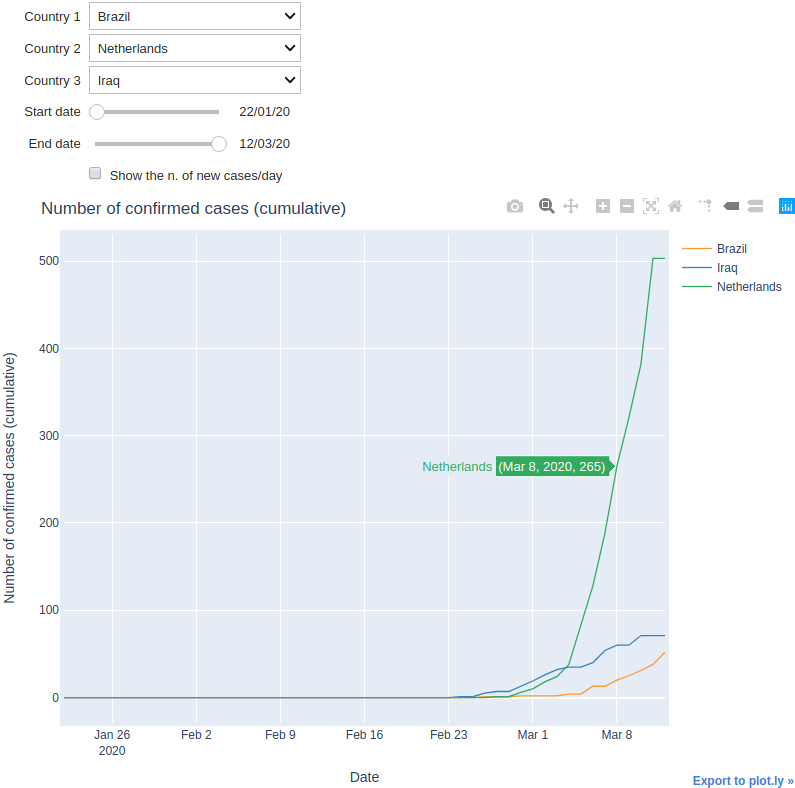 Country 1 Brazil
Country 2 Netherlands
Country 3 Iraq
Start date 22/01/20
End date 12/03/20
Show the n. of new cases/day
Number of confirmed cases (cumulative)
Brazil
Iraq
Netherlands
500
400
300
200
100
0
Number of confirmed cases (cumulative)
Netherlands (Mar 8, 2020, 265)
Jan 26 Feb 2 Feb 9 Feb 16 Feb 23 Mar 1 Mar 8
2020
Date
Export to plot.ly »